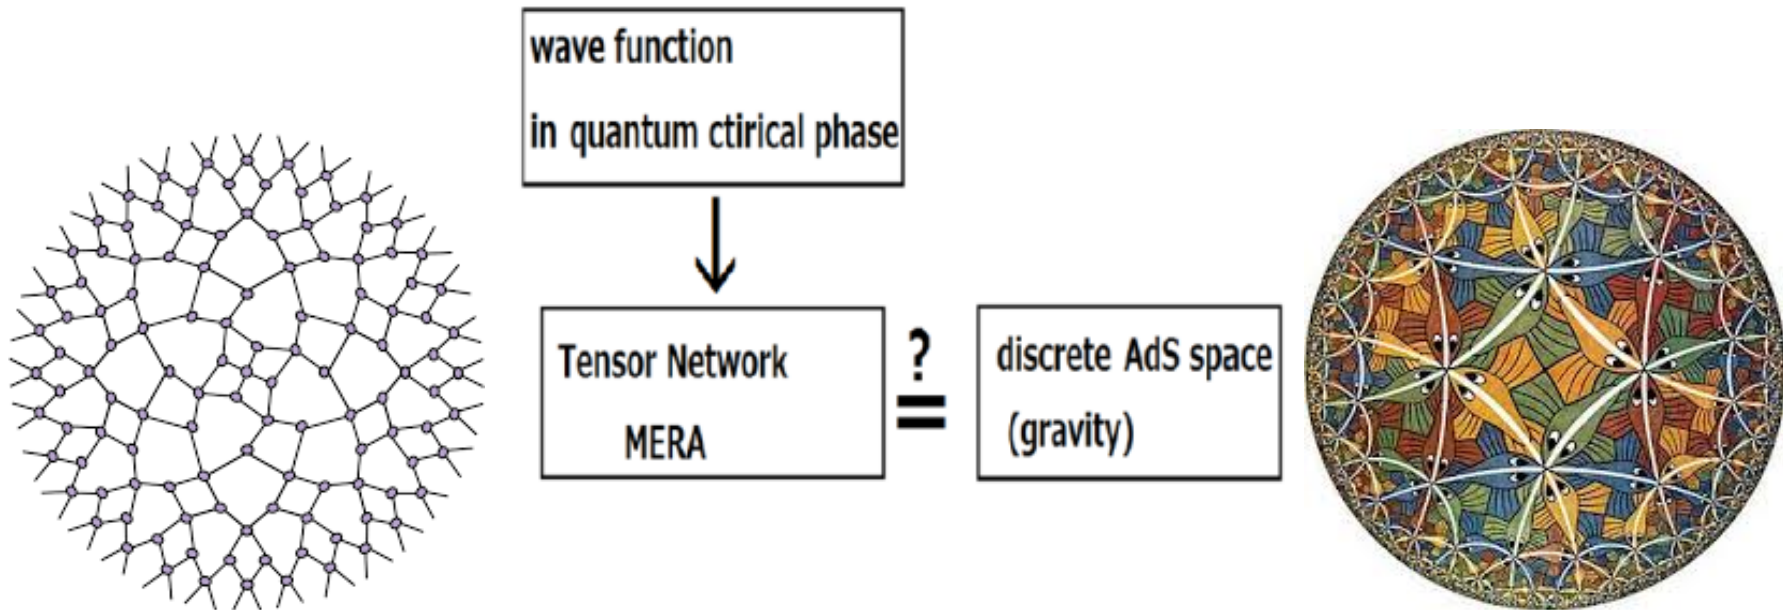 wave function
in quantum ctirical phase
Tensor Network
MERA
?
=
discrete AdS space
(gravity)